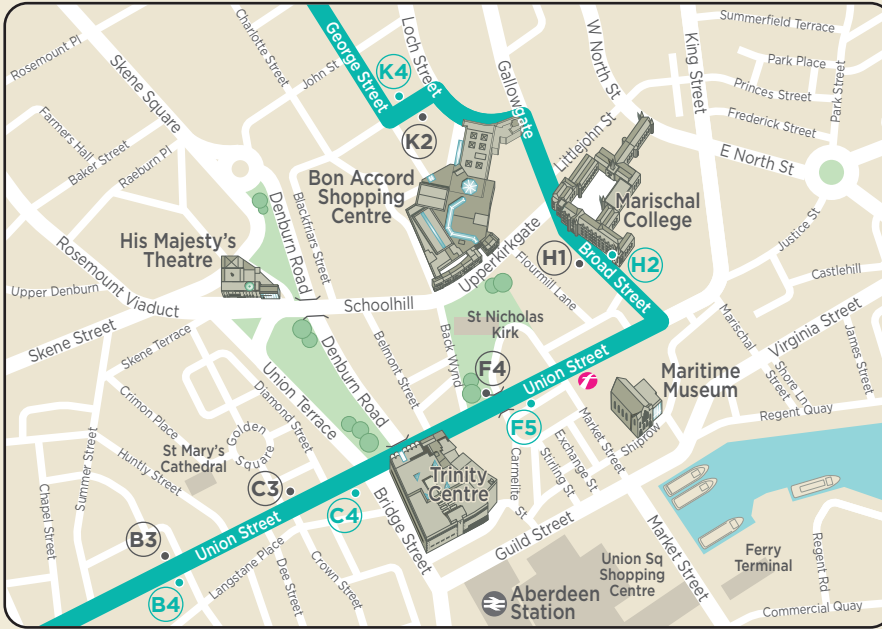 Rosemount Pl
Skene Square
Charlotte Street
John St
George Street
K4
Loch Street
K2
Gallowgate
W North St
King Street
Summerfield Terrace
Park Place
Princes Street
Frederick Street
Park Street
E North St
Littlejohn St
Farmers Hall
Baker Street
Raeburn Pl
Bon Accord
Shopping
Centre
Marischal
College
Justice St
Castlehill
His Majesty's
Theatre
Denburn Road
Blackfriars Street
Upperkirkgate
Flourmill Lane
H1
H2
Broad Street
Rosemount Viaduct
Upper Denburn
Schoolhill
Skene Street
Skene Terrace
St Nicholas
Kirk
Back Wynd
Belmont Street
Denburn Road
Union Terrace
F4
Union Street
F5
f
Maritime
Museum
Marischal
Street
Shore Ln
Virginia Street
James Street
Regent Quay
Shiprow
Market Street
Exchange St
Stirling St
Carmelite St
Crimon Place
Diamond Street
Golden
Square
St Mary's
Cathedral
Huntly Street
Summer Street
Chapel Street
C3
C4
Trinity
Centre
Bridge Street
Guild Street
Union Street
B3
B4
Langstane Place
Dee Street
Crown Street
Aberdeen
Station
Union Sq
Shopping
Centre
Market Street
Ferry
Terminal
Regent Rd
Commercial Quay